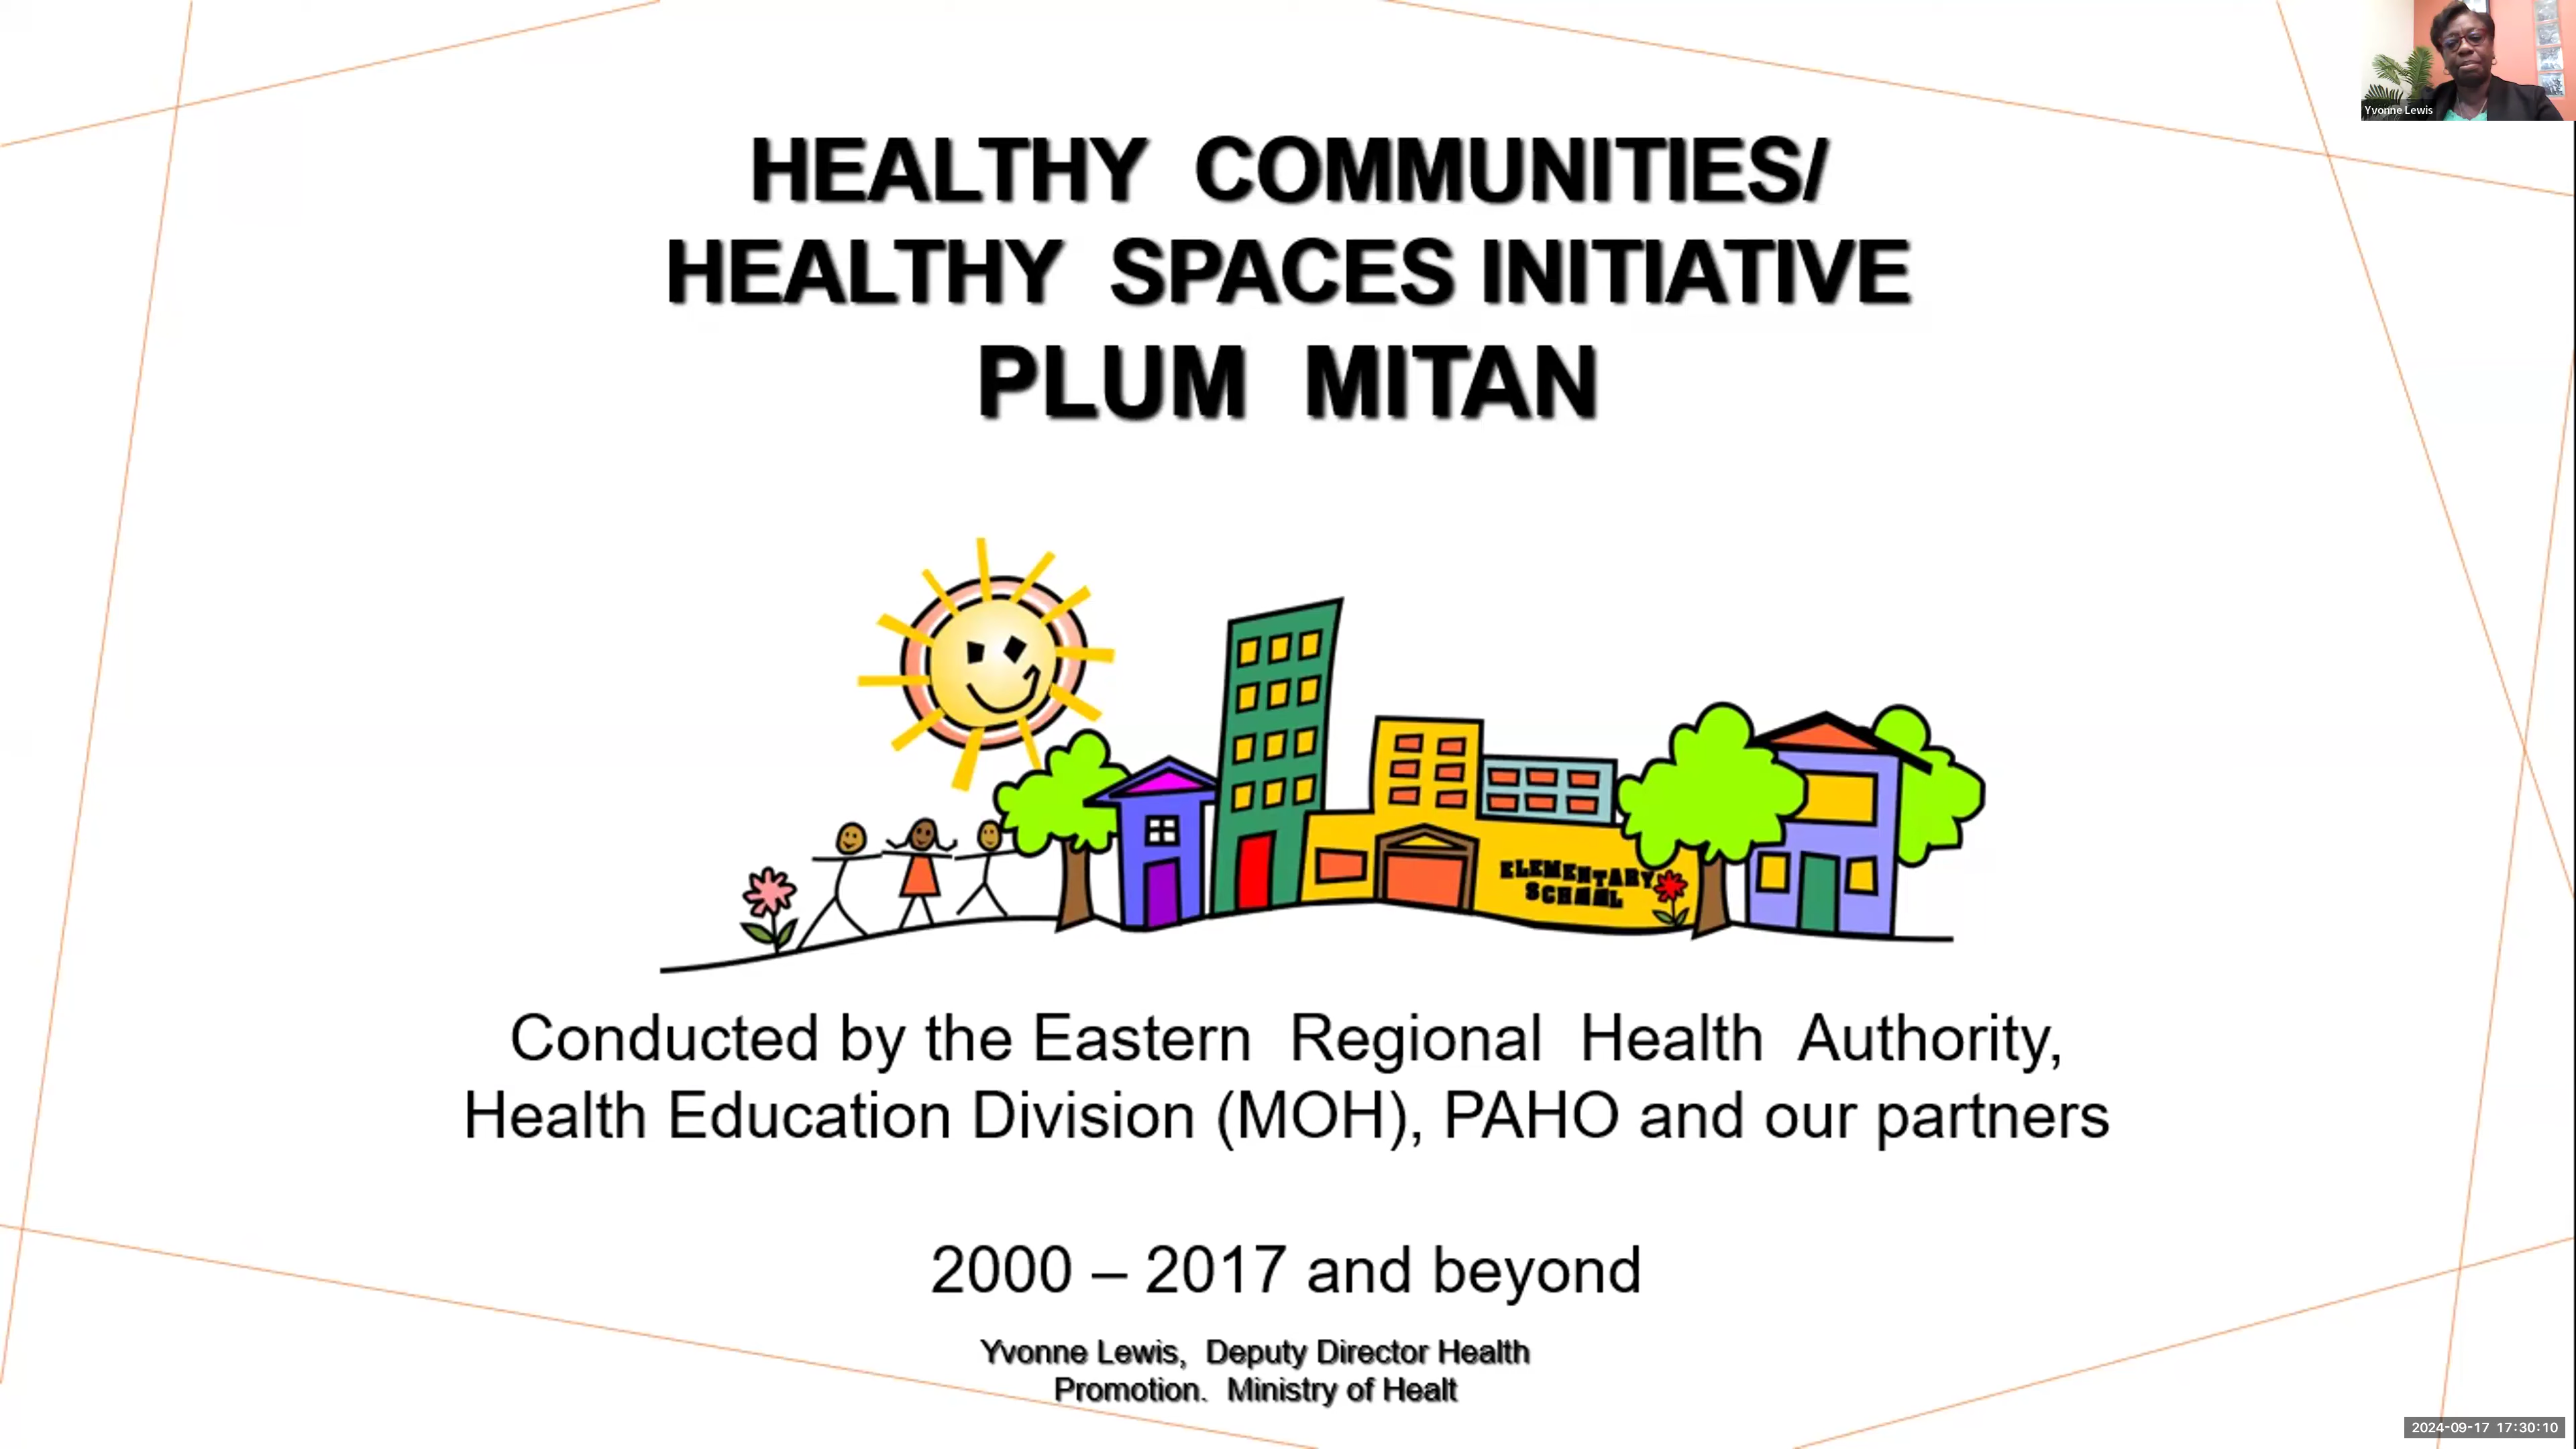 Yvonne Lewis
HEALTHY COMMUNITIES/
HEALTHY SPACES INITIATIVE
PLUM MITAN
ELEMENTARY
SCHOOL
Conducted by the Eastern Regional Health Authority,
Health Education Division (MOH), PAHO and our partners
2000 – 2017 and beyond
Yvonne Lewis, Deputy Director Health
Promotion. Ministry of Healt
2024-09-17 17:30:10